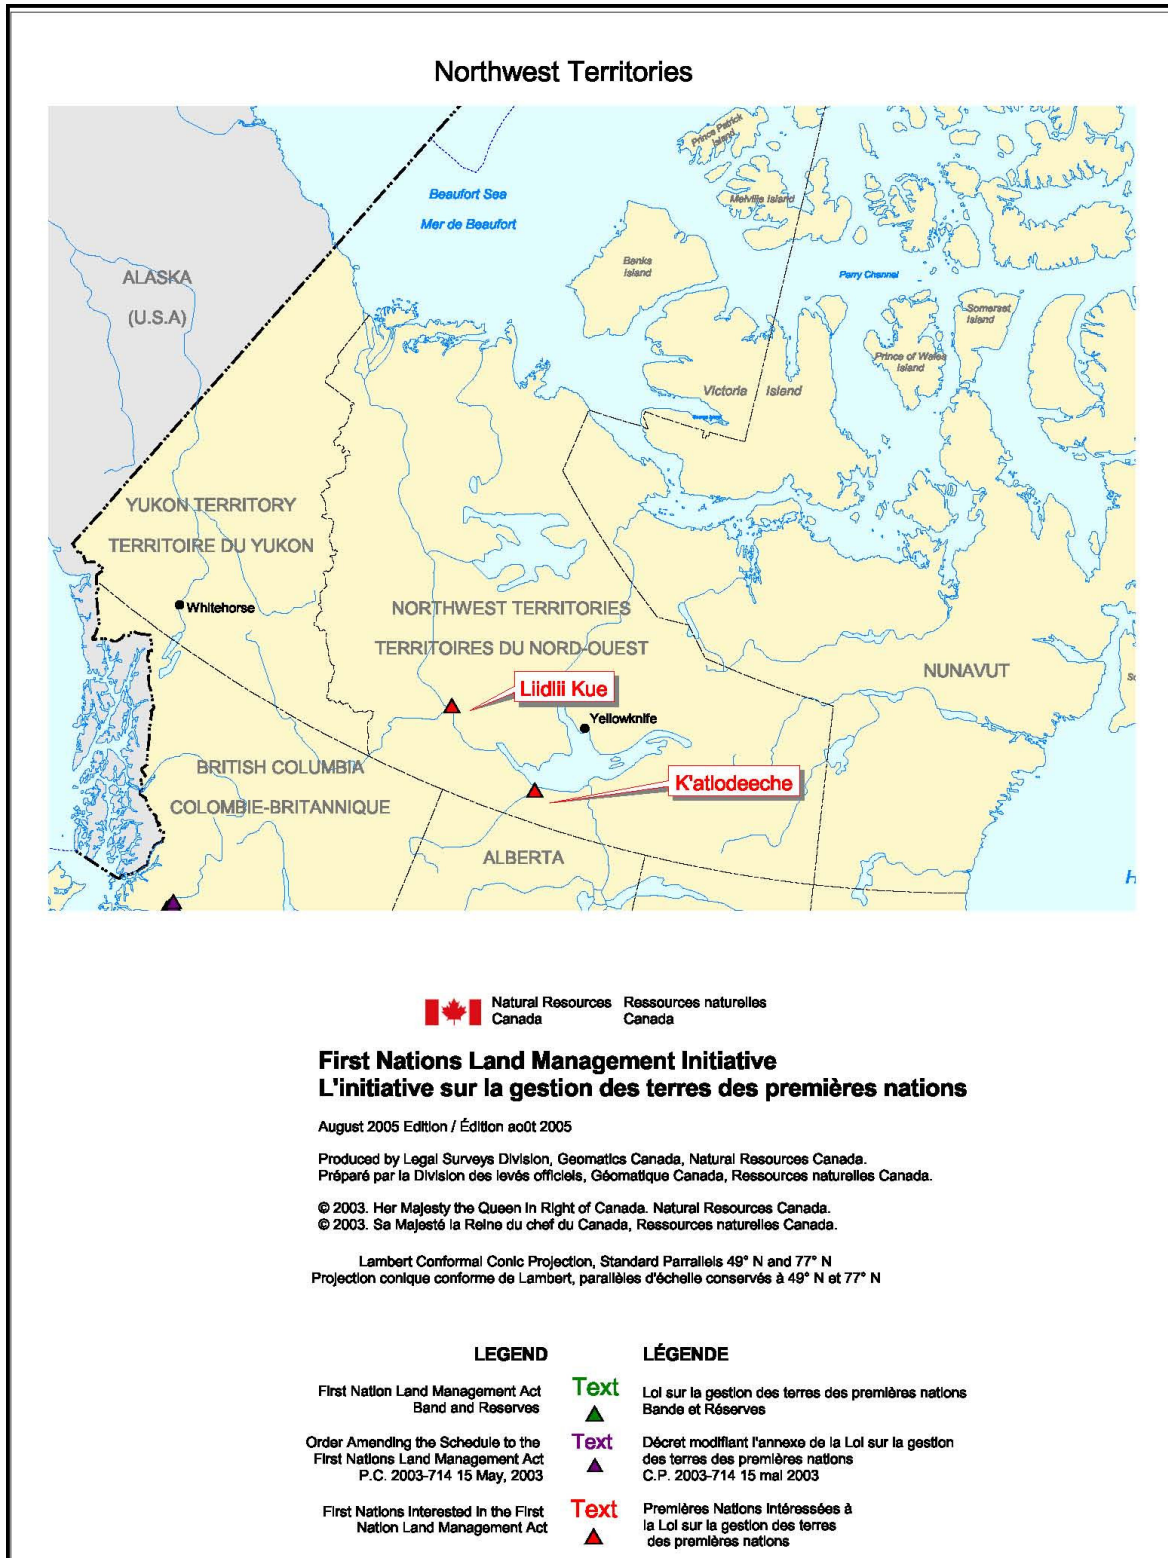 Northwest Territories
Prince Patrick
Island
Beaufort Sea
Mer de Beaufort
Melville Island
Banks
Island
Parry Channel
ALASKA
(U.S.A)
Somerset
Island
Prince of Wales
Island
Victoria Island
YUKON TERRITORY
TERRITOIRE DU YUKON
Whitehorse
NORTHWEST TERRITORIES
TERRITOIRES DU NORD-OUEST
NUNAVUT
Liidlii Kue
Yellowknife
BRITISH COLUMBIA
COLOMBIE-BRITANNIQUE
K'atlodeeche
ALBERTA
H
Natural Resources Ressources naturelles
Canada Canada
First Nations Land Management Initiative
L'initiative sur la gestion des terres des premières nations
August 2005 Edition / Édition août 2005
Produced by Legal Surveys Division, Geomatics Canada, Natural Resources Canada.
Préparé par la Division des levés officiels, Géomatique Canada, Ressources naturelles Canada.
© 2003. Her Majesty the Queen in Right of Canada. Natural Resources Canada.
© 2003. Sa Majesté la Reine du chef du Canada, Ressources naturelles Canada.
Lambert Conformal Conic Projection, Standard Parrallels 49° N and 77° N
Projection conique conforme de Lambert, parallèles d'échelle conservés à 49° N et 77° N
LEGEND LÉGENDE
First Nation Land Management Act Text Loi sur la gestion des terres des premières nations
Band and Reserves Bande et Réserves
Order Amending the Schedule to the Text Décret modifiant l'annexe de la Loi sur la gestion
First Nations Land Management Act des terres des premières nations
P.C. 2003-714 15 May, 2003 C.P. 2003-714 15 mai 2003
First Nations Interested in the First Text Premières Nations intéressées à
Nation Land Management Act la Loi sur la gestion des terres
des premières nations